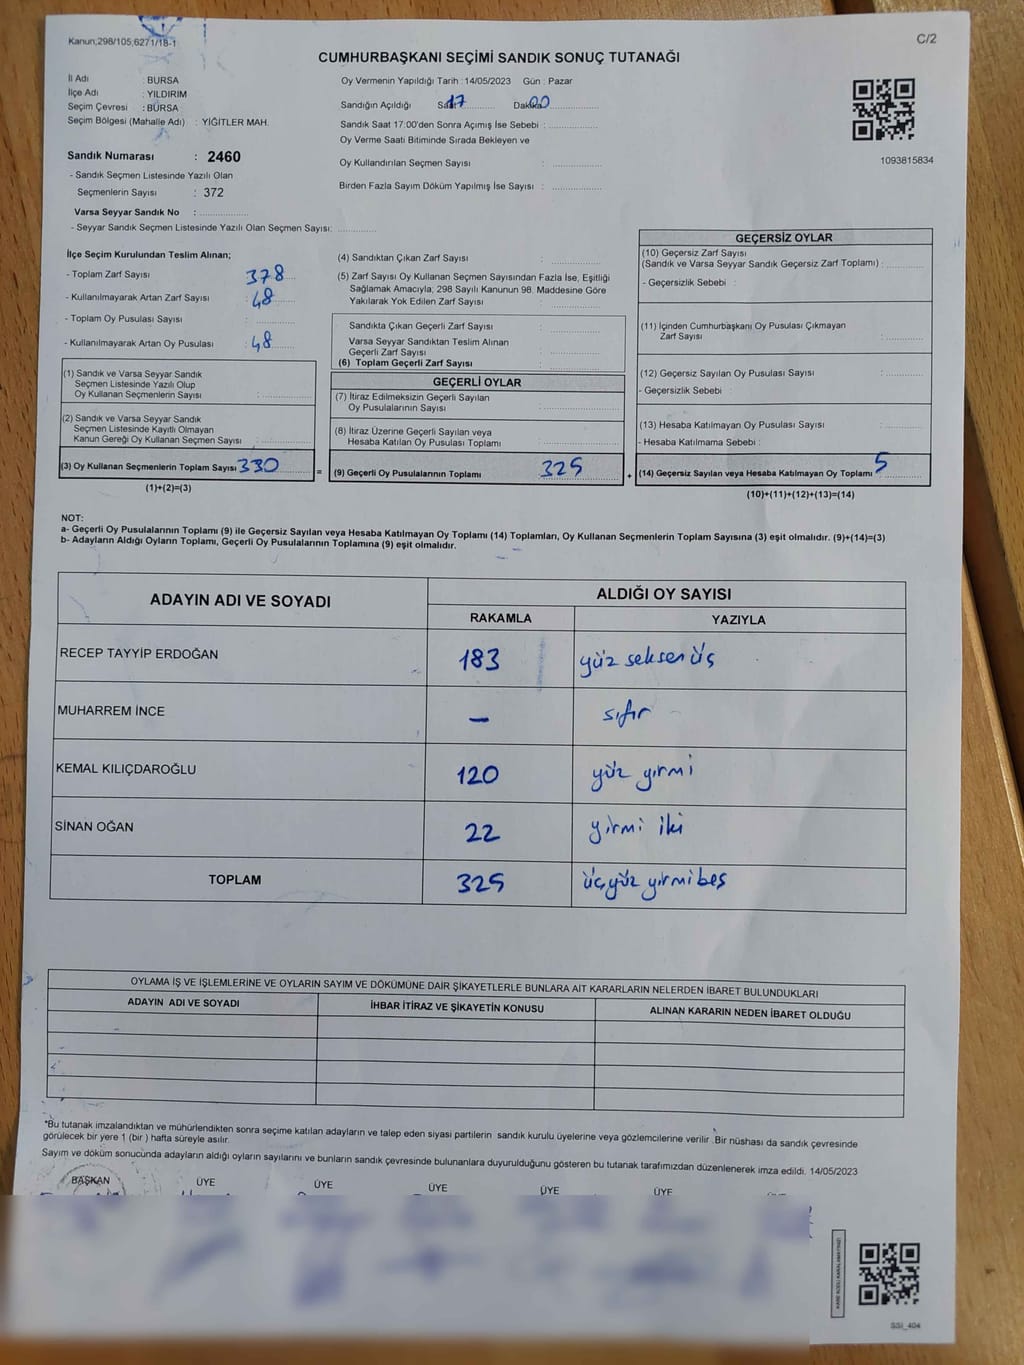 Kanun;298/105;6271/18-1
C/2
CUMHURBAŞKANI SEÇİMİ SANDIK SONUÇ TUTANAĞI
İl Adı : BURSA
İlçe Adı : YILDIRIM
Seçim Çevresi : BURSA
Seçim Bölgesi (Mahalle Adı) : YİĞİTLER MAH.
Sandık Numarası : 2460
- Sandık Seçmen Listesinde Yazılı Olan
Seçmenlerin Sayısı : 372
Varsa Seyyar Sandık No :
- Seyyar Sandık Seçmen Listesinde Yazılı Olan Seçmen Sayısı:
Oy Vermenin Yapıldığı Tarih :14/05/2023 Gün : Pazar
Sandığın Açıldığı Saat 17 Dakika 00
Sandık Saat 17:00'den Sonra Açımış İse Sebebi :
Oy Verme Saati Bitiminde Sırada Bekleyen ve
Oy Kullandırılan Seçmen Sayısı :
Birden Fazla Sayım Döküm Yapılmış İse Sayısı :
1093815834
İlçe Seçim Kurulundan Teslim Alınan;
- Toplam Zarf Sayısı : 378
- Kullanılmayarak Artan Zarf Sayısı : 48
- Toplam Oy Pusulası Sayısı :
- Kullanılmayarak Artan Oy Pusulası : 48
(1) Sandık ve Varsa Seyyar Sandık
Seçmen Listesinde Yazılı Olup
Oy Kullanan Seçmenlerin Sayısı :
(2) Sandık ve Varsa Seyyar Sandık
Seçmen Listesinde Kayıtlı Olmayan
Kanun Gereği Oy Kullanan Seçmen Sayısı :
(3) Oy Kullanan Seçmenlerin Toplam Sayısı 330
(1)+(2)=(3)
=
(4) Sandıktan Çıkan Zarf Sayısı :
(5) Zarf Sayısı Oy Kullanan Seçmen Sayısından Fazla İse, Eşitliği
Sağlamak Amacıyla; 298 Sayılı Kanunun 98. Maddesine Göre
Yakılarak Yok Edilen Zarf Sayısı :
Sandıkta Çıkan Geçerli Zarf Sayısı :
Varsa Seyyar Sandıktan Teslim Alınan
Geçerli Zarf Sayısı :
(6) Toplam Geçerli Zarf Sayısı :
GEÇERLİ OYLAR
(7) İtiraz Edilmeksizin Geçerli Sayılan
Oy Pusulalarının Sayısı :
(8) İtiraz Üzerine Geçerli Sayılan veya
Hesaba Katılan Oy Pusulası Toplamı :
(9) Geçerli Oy Pusulalarının Toplamı : 325
+
GEÇERSİZ OYLAR
(10) Geçersiz Zarf Sayısı
(Sandık ve Varsa Seyyar Sandık Geçersiz Zarf Toplamı) :
- Geçersizlik Sebebi :
(11) İçinden Cumhurbaşkanı Oy Pusulası Çıkmayan
Zarf Sayısı :
(12) Geçersiz Sayılan Oy Pusulası Sayısı :
- Geçersizlik Sebebi :
(13) Hesaba Katılmayan Oy Pusulası Sayısı :
- Hesaba Katılmama Sebebi :
(14) Geçersiz Sayılan veya Hesaba Katılmayan Oy Toplamı : 5
(10)+(11)+(12)+(13)=(14)
NOT:
a- Geçerli Oy Pusulalarının Toplamı (9) ile Geçersiz Sayılan veya Hesaba Katılmayan Oy Toplamı (14) Toplamları, Oy Kullanan Seçmenlerin Toplam Sayısına (3) eşit olmalıdır. (9)+(14)=(3)
b- Adayların Aldığı Oyların Toplamı, Geçerli Oy Pusulalarının Toplamına (9) eşit olmalıdır.
ADAYIN ADI VE SOYADI
ALDIĞI OY SAYISI
RAKAMLA YAZIYLA
RECEP TAYYİP ERDOĞAN 183 yüz seksen üç
MUHARREM İNCE – sıfır
KEMAL KILIÇDAROĞLU 120 yüz yirmi
SİNAN OĞAN 22 yirmi iki
TOPLAM 325 üçyüz yirmibeş
OYLAMA İŞ VE İŞLEMLERİNE VE OYLARIN SAYIM VE DÖKÜMÜNE DAİR ŞİKAYETLERLE BUNLARA AİT KARARLARIN NELERDEN İBARET BULUNDUKLARI
ADAYIN ADI VE SOYADI İHBAR İTİRAZ VE ŞİKAYETİN KONUSU ALINAN KARARIN NEDEN İBARET OLDUĞU
*Bu tutanak imzalandıktan ve mühürlendikten sonra seçime katılan adayların ve talep eden siyasi partilerin sandık kurulu üyelerine veya gözlemcilerine verilir. Bir nüshası da sandık çevresinde
görülecek bir yere 1 (bir ) hafta süreyle asılır.
Sayım ve döküm sonucunda adayların aldığı oyların sayılarını ve bunların sandık çevresinde bulunanlara duyurulduğunu gösteren bu tutanak tarafımızdan düzenlenerek imza edildi. 14/05/2023
BAŞKAN ÜYE ÜYE ÜYE ÜYE ÜYE
SSI_404